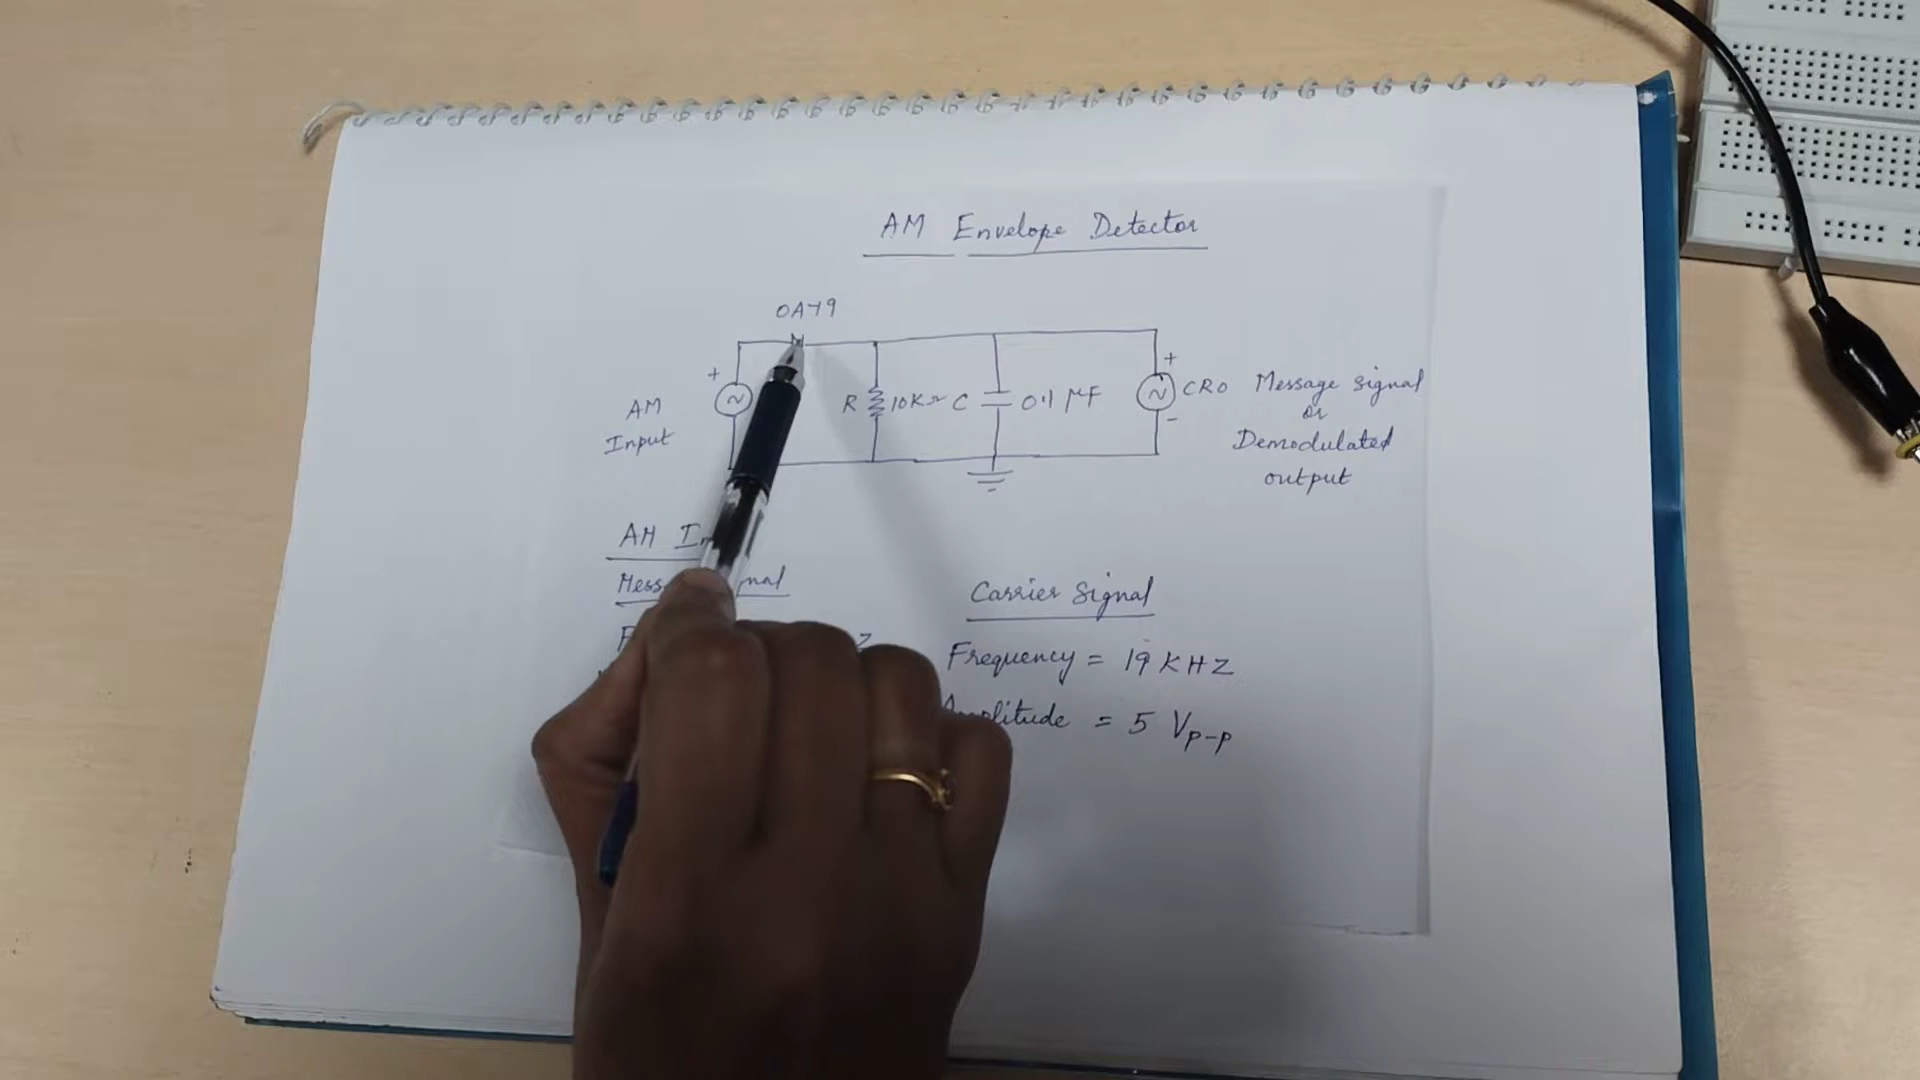 AM Envelope Detector
OA79
+
AM
Input
R 10KΩ C 0.1 μF
+
-
CRO Message signal
or
Demodulated
output
AM
Carrier Signal
Frequency = 19 KHZ
Amplitude = 5 Vp-p